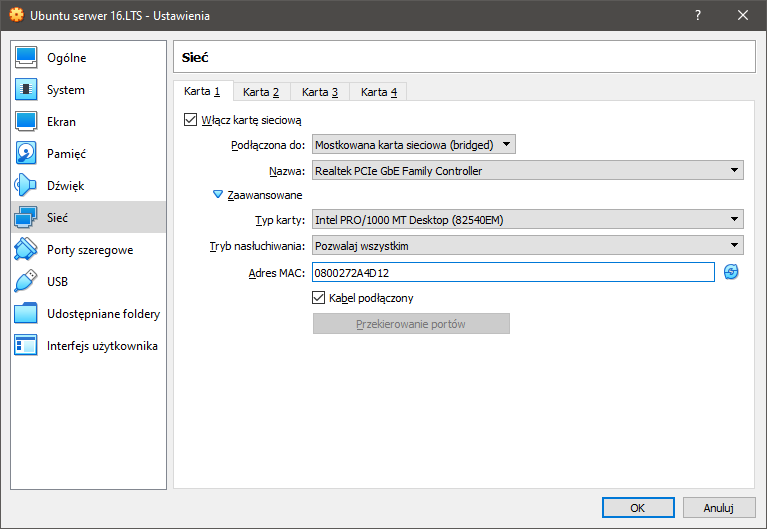 Ubuntu serwer 16.LTS - Ustawienia
?
Ogólne
System
Ekran
Pamięć
Dźwięk
Sieć
Porty szeregowe
USB
Udostępniane foldery
Interfejs użytkownika
Sieć
Karta 1 Karta 2 Karta 3 Karta 4
Włącz kartę sieciową
Podłączona do: Mostkowana karta sieciowa (bridged)
Nazwa: Realtek PCIe GbE Family Controller
Zaawansowane
Typ karty: Intel PRO/1000 MT Desktop (82540EM)
Tryb nasłuchiwania: Pozwalaj wszystkim
Adres MAC: 0800272A4D12
Kabel podłączony
Przekierowanie portów
OK Anuluj